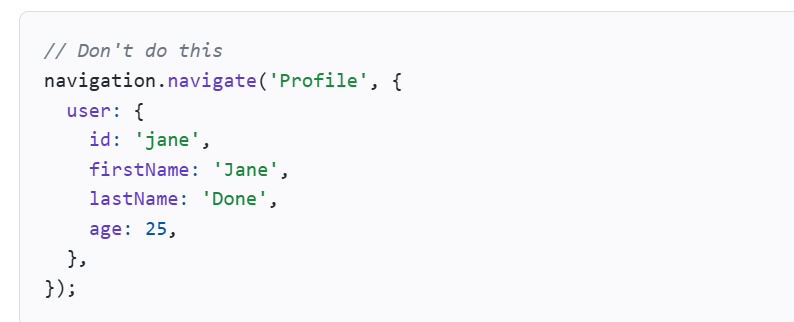 // Don't do this
navigation.navigate('Profile', {
  user: {
    id: 'jane',
    firstName: 'Jane',
    lastName: 'Done',
    age: 25,
  },
});